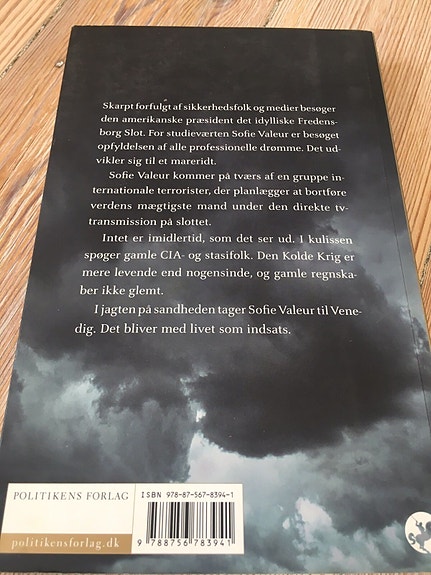 Skarpt forfulgt af sikkerhedsfolk og medier besøger
den amerikanske præsident det idylliske Fredens-
borg Slot. For studieværten Sofie Valeur er besøget
opfyldelsen af alle professionelle drømme. Det ud-
vikler sig til et mareridt.
Sofie Valeur kommer på tværs af en gruppe in-
ternationale terrorister, der planlægger at bortføre
verdens mægtigste mand under den direkte tv-
transmission på slottet.
Intet er imidlertid, som det ser ud. I kulissen
spøger gamle CIA- og stasifolk. Den Kolde Krig er
mere levende end nogensinde, og gamle regnska-
ber ikke glemt.
I jagten på sandheden tager Sofie Valeur til Vene-
dig. Det bliver med livet som indsats.
POLITIKENS FORLAG
politikensforlag.dk
ISBN 978-87-567-8394-1
9 788756 783941